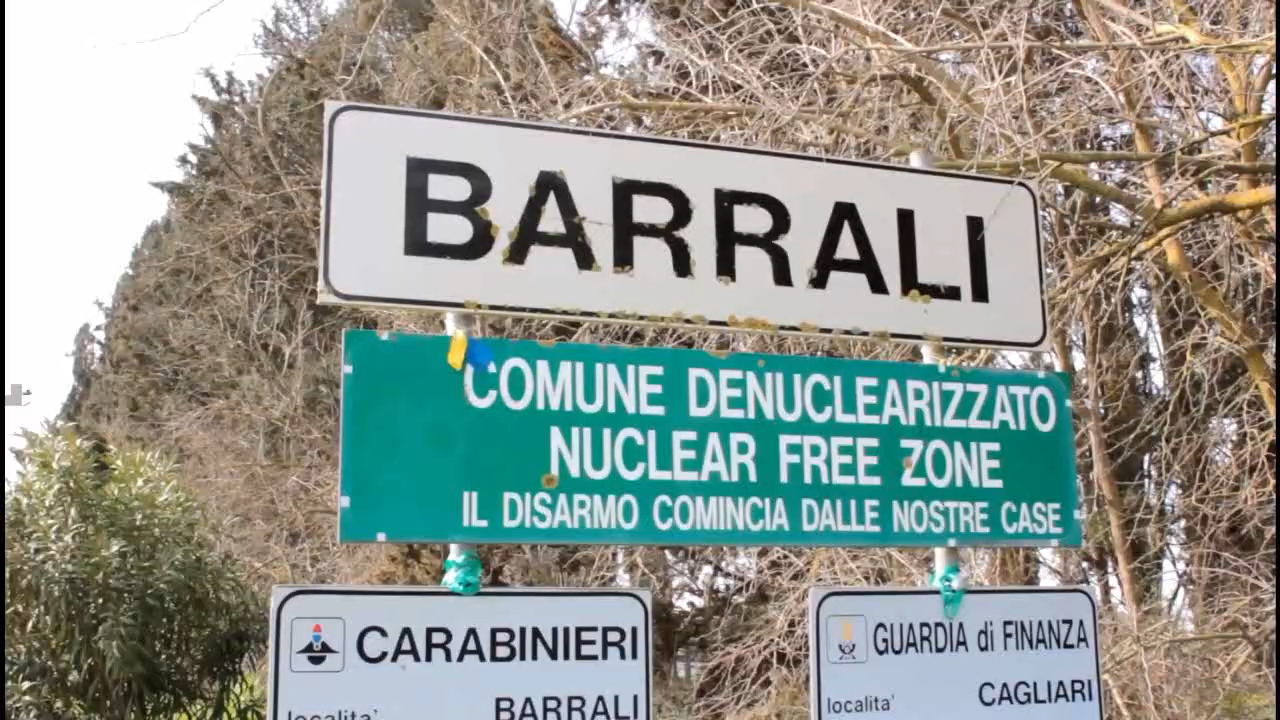 BARRALI
COMUNE DENUCLEARIZZATO
NUCLEAR FREE ZONE
IL DISARMO COMINCIA DALLE NOSTRE CASE
CARABINIERI
localita' BARRALI
GUARDIA di FINANZA
localita' CAGLIARI